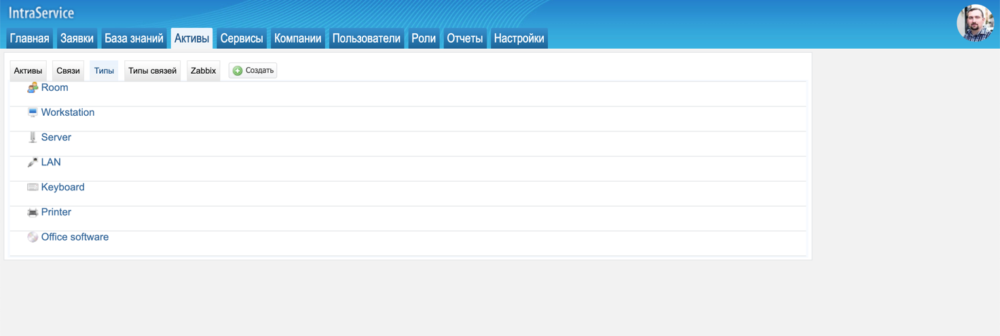 IntraService
Главная Заявки База знаний Активы Сервисы Компании Пользователи Роли Отчеты Настройки
Активы Связи Типы Типы связей Zabbix Создать
Room
Workstation
Server
LAN
Keyboard
Printer
Office software